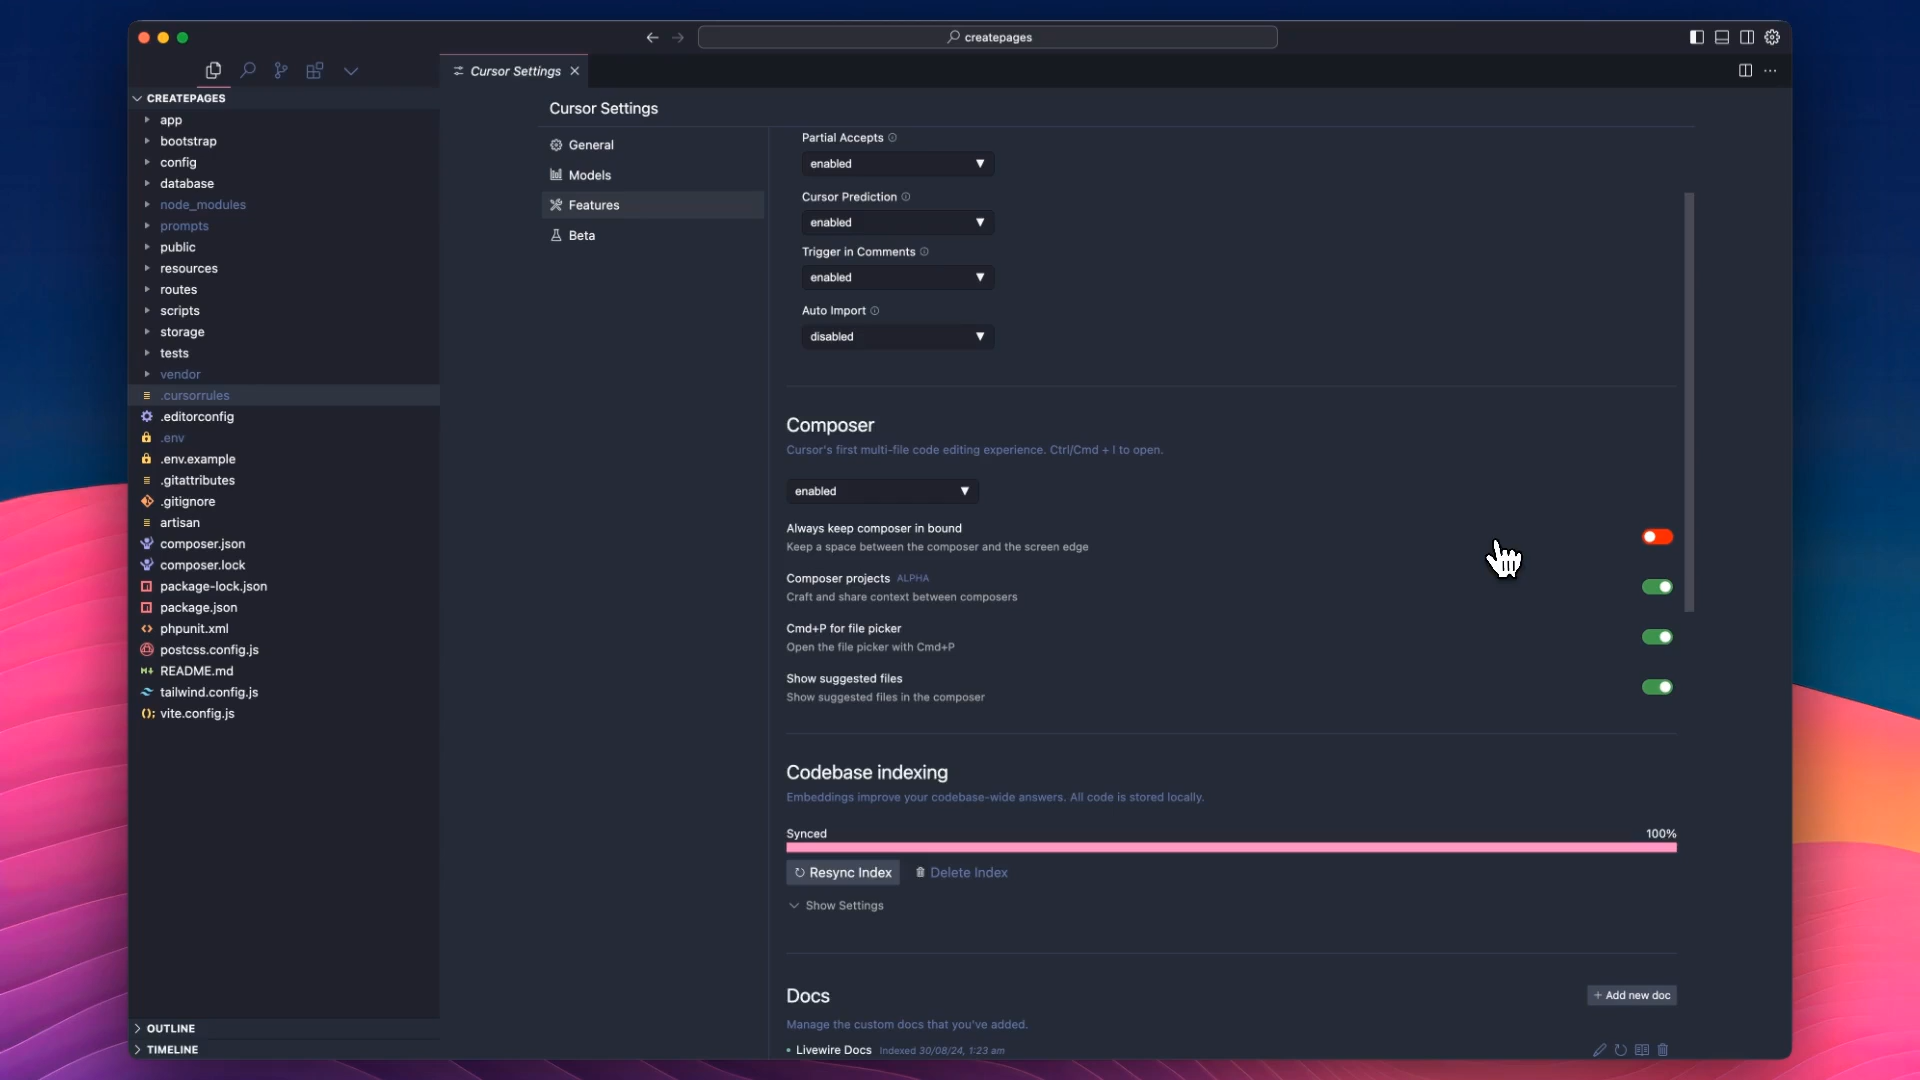 createpages
Cursor Settings
CREATEPAGES
app
bootstrap
config
database
node_modules
prompts
public
resources
routes
scripts
storage
tests
vendor
.cursorrules
.editorconfig
.env
.env.example
.gitattributes
.gitignore
artisan
composer.json
composer.lock
package-lock.json
package.json
phpunit.xml
postcss.config.js
README.md
tailwind.config.js
vite.config.js
OUTLINE
TIMELINE
Cursor Settings
General
Models
Features
Beta
Partial Accepts
enabled
Cursor Prediction
enabled
Trigger in Comments
enabled
Auto Import
disabled
Composer
Cursor's first multi-file code editing experience. Ctrl/Cmd + I to open.
enabled
Always keep composer in bound
Keep a space between the composer and the screen edge
Composer projects ALPHA
Craft and share context between composers
Cmd+P for file picker
Open the file picker with Cmd+P
Show suggested files
Show suggested files in the composer
Codebase indexing
Embeddings improve your codebase-wide answers. All code is stored locally.
Synced 100%
Resync Index Delete Index
Show Settings
Docs + Add new doc
Manage the custom docs that you've added.
• Livewire Docs Indexed 30/08/24, 1:23 am